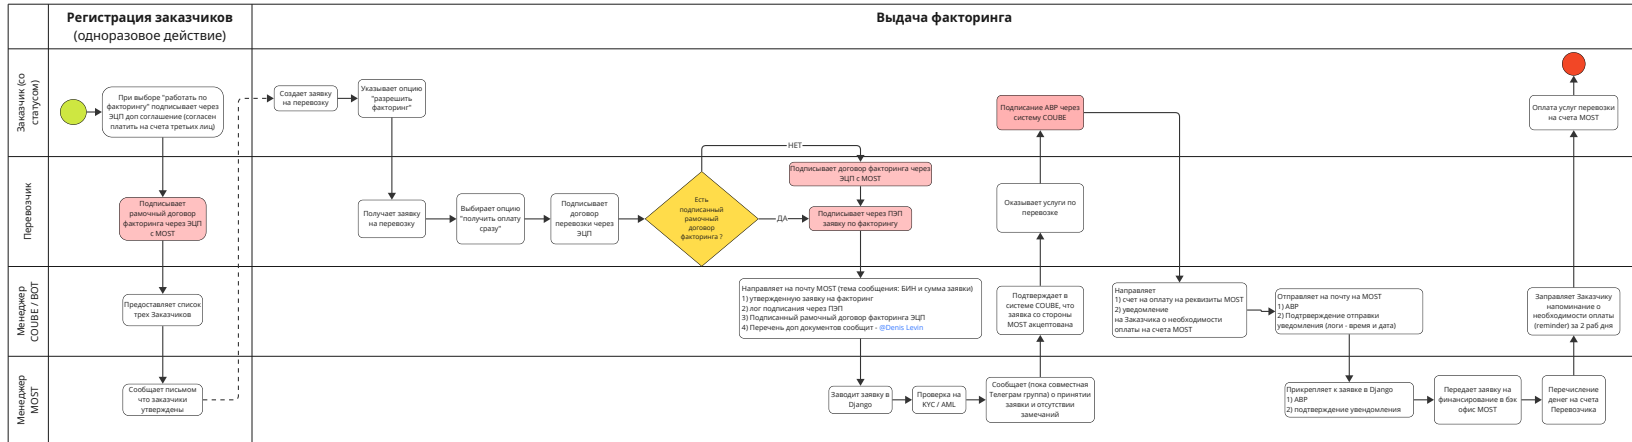 Регистрация заказчиков
(одноразовое действие)
Выдача факторинга
Заказчик (со
статусом)
При выборе "работать по
факторингу" подписывает через
ЭЦП доп соглашение (согласен
платить на счета третьих лиц)
Создает заявку
на перевозку
Указывает опцию
"разрешить
факторинг"
Подписание АВР через
систему COUBE
Оплата услуг перевозки
на счета MOST
НЕТ
Перевозчик
Подписывает
рамочный договор
факторинга через ЭЦП
с MOST
Получает заявку
на перевозку
Выбирает опцию
"получить оплату
сразу"
Подписывает
договор
перевозки через
ЭЦП
Есть
подписанный
рамочный
договор
факторинга ?
ДА
Подписывает договор факторинга через
ЭЦП с MOST
Подписывает через ПЭП
заявку по факторингу
Оказывает услуги по
перевозке
Менеджер
COUBE / BOT
Предоставляет список
трех Заказчиков
Направляет на почту MOST (тема сообщения: БИН и сумма заявки)
1) утвержденную заявку на факторинг
2) лог подписания через ПЭП
3) Подписанный рамочный договор факторинга ЭЦП
4) Перечень доп документов сообщит - @Denis Levin
Подтверждает в
системе COUBE, что
заявка со стороны
MOST акцептована
Направляет
1) счет на оплату на реквизиты MOST
2) уведомление
на Заказчика о необходимости
оплаты на счета MOST
Отправляет на почту на MOST
1) АВР
2) Подтверждение отправки
уведомления (логи - время и дата)
Заправляет Заказчику
напоминание о
необходимости оплаты
(reminder) за 2 раб дня
Менеджер
MOST
Сообщает письмом
что заказчики
утверждены
Заводит заявку в
Django
Проверка на
KYC / AML
Сообщает (пока совместная
Телеграм группа) о принятии
заявки и отсутствии
замечаний
Прикрепляет к заявке в Django
1) АВР
2) подтверждение увендомления
Передает заявку на
финансирование в бэк
офис MOST
Перечисление
денег на счета
Перевозчика